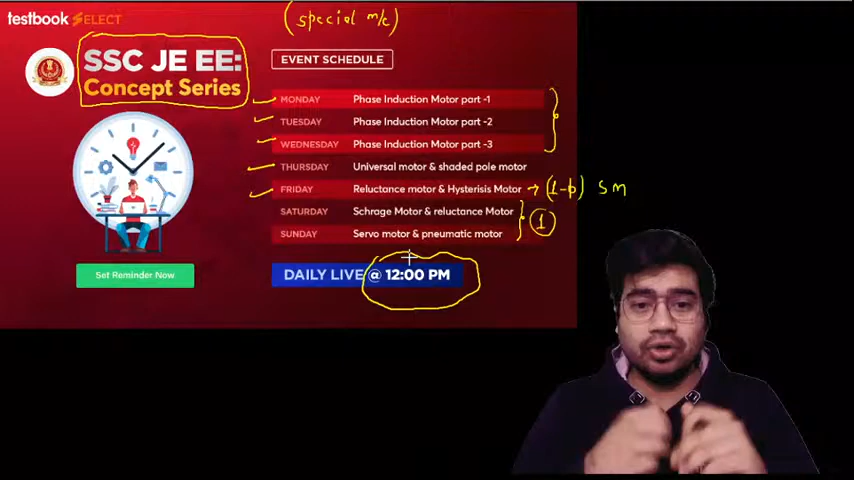 testbook SELECT
(special m/c)
SSC JE EE:
Concept Series
EVENT SCHEDULE
MONDAY Phase Induction Motor part -1
TUESDAY Phase Induction Motor part -2
WEDNESDAY Phase Induction Motor part -3
THURSDAY Universal motor & shaded pole motor
FRIDAY Reluctance motor & Hysterisis Motor → (1-ϕ) SM
SATURDAY Schrage Motor & reluctance Motor
SUNDAY Servo motor & pneumatic motor
1
Set Reminder Now
DAILY LIVE @ 12:00 PM